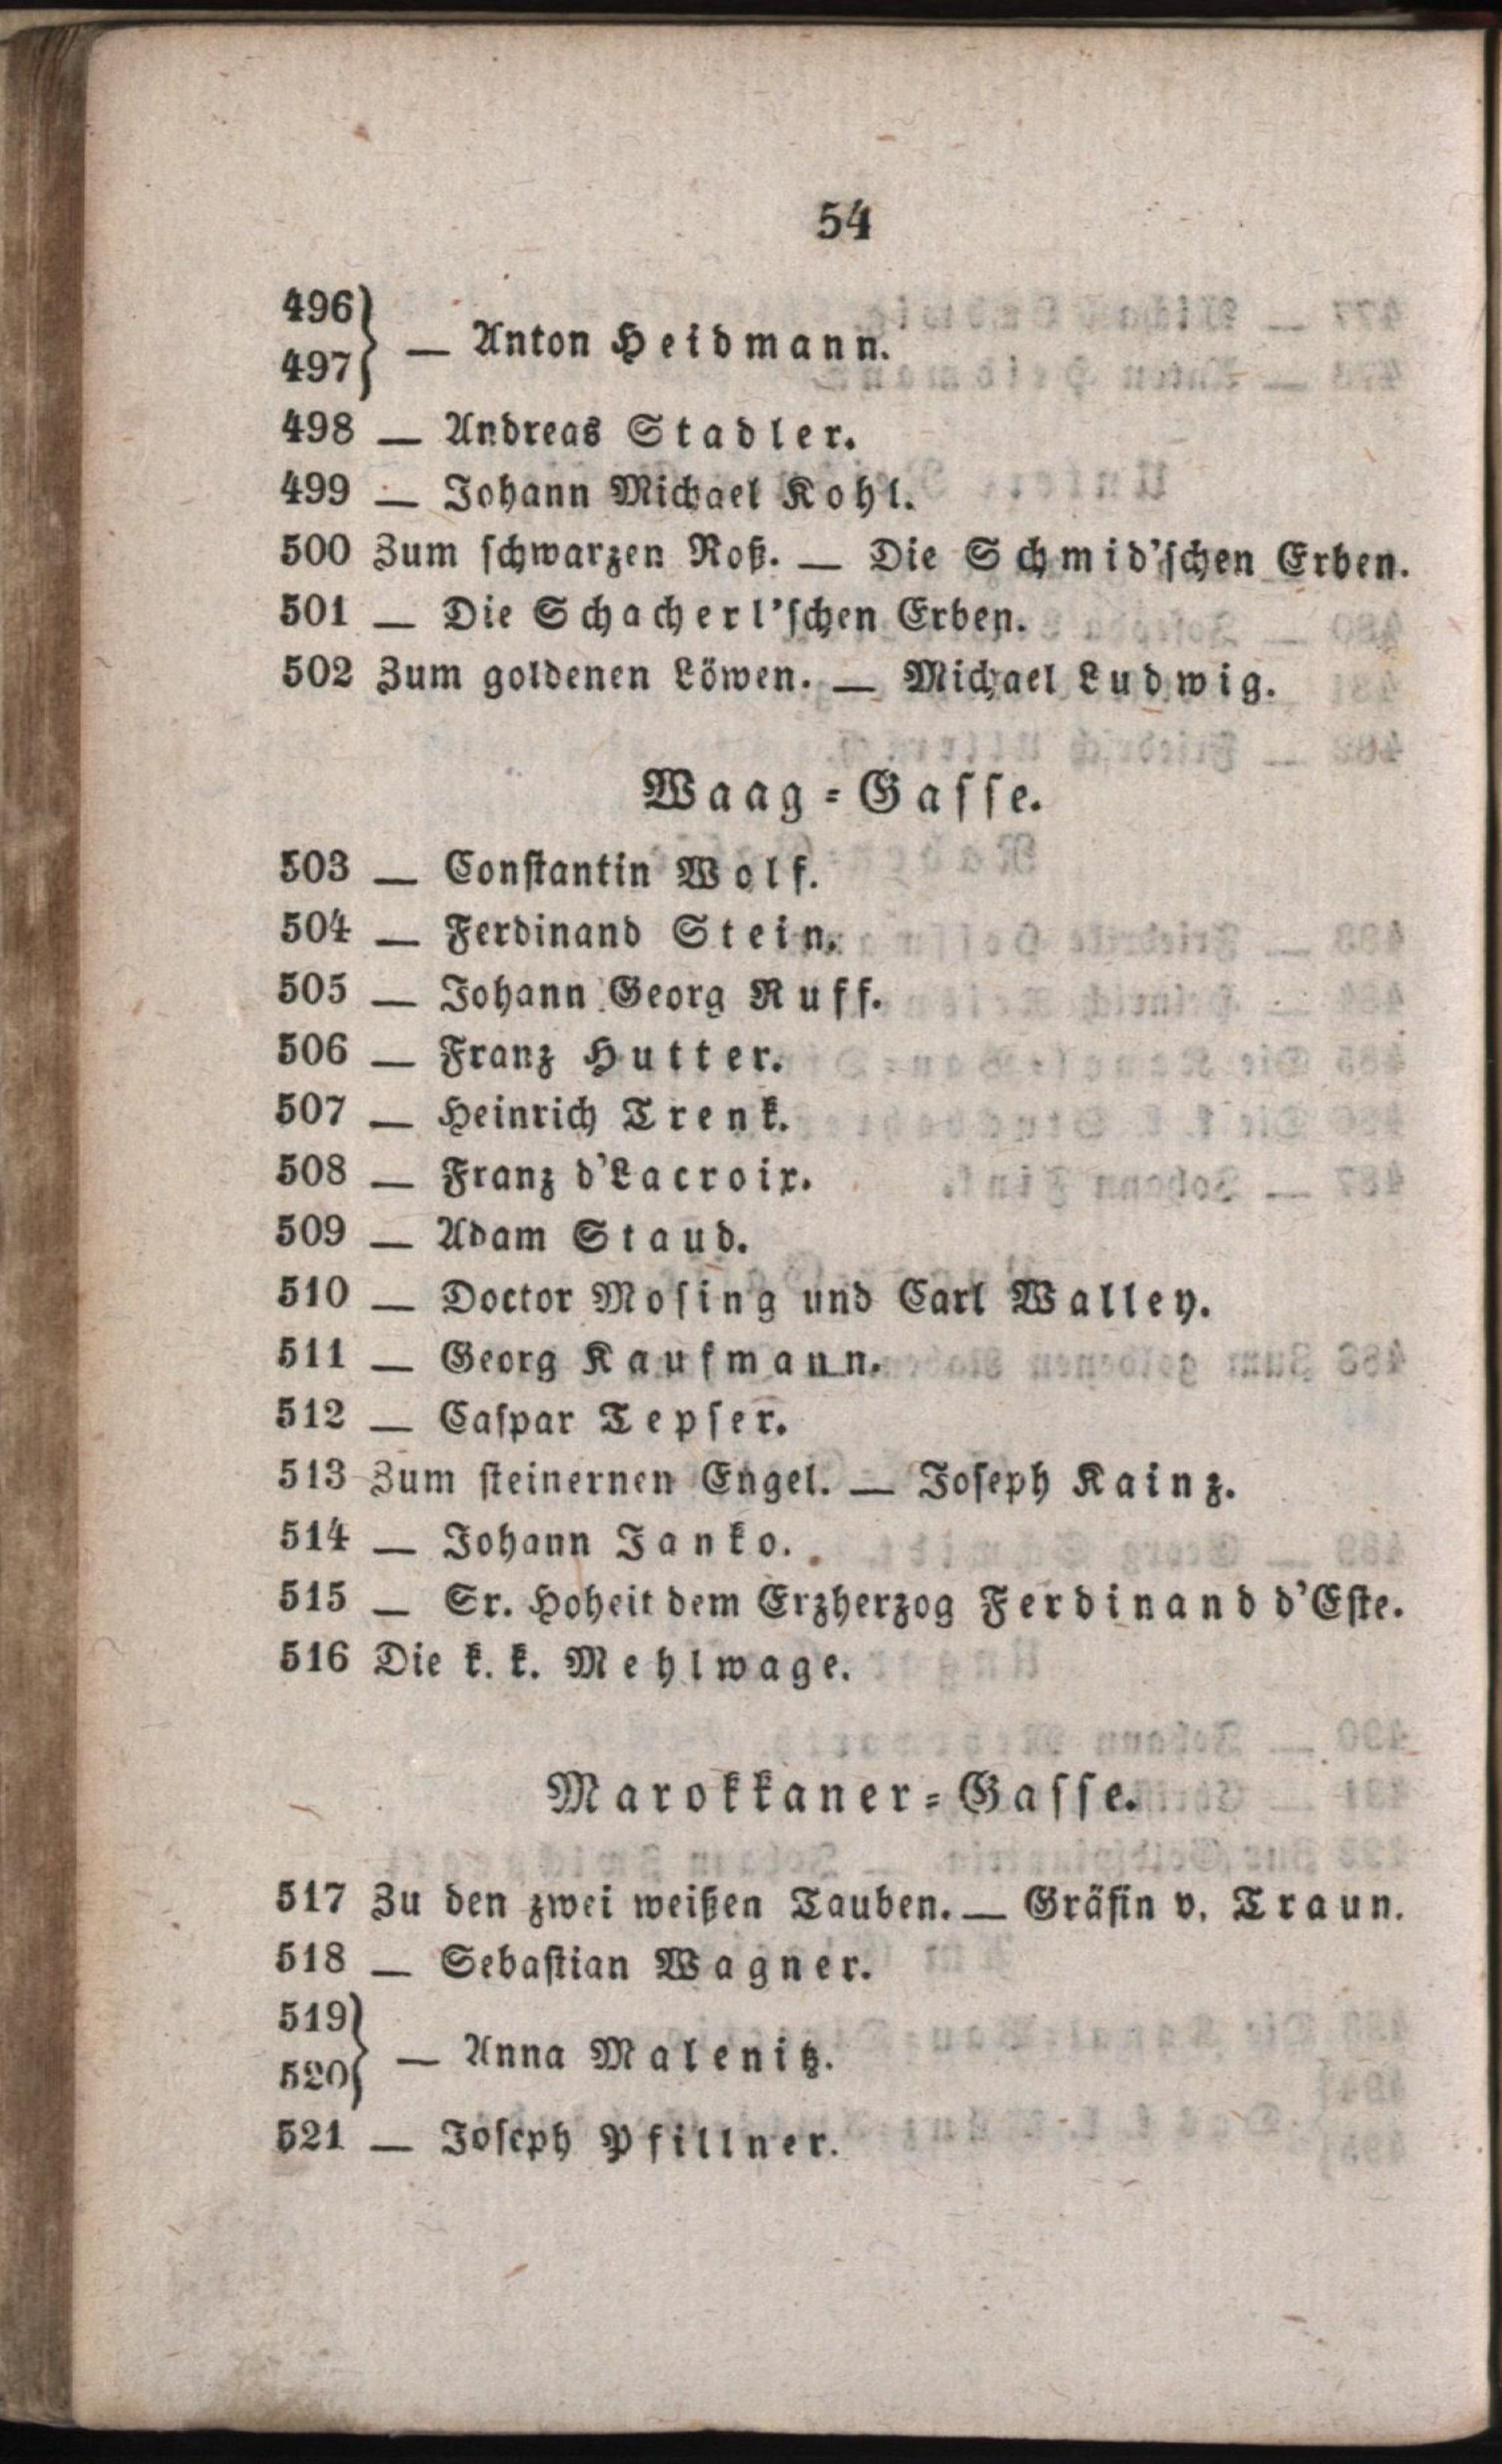 54
496
497} — Anton Heidmann.
498 — Andreas Stadler.
499 — Johann Michael Kohl.
500 Zum schwarzen Roß. — Die Schmid'schen Erben.
501 — Die Schacherl'schen Erben.
502 Zum goldenen Löwen. — Michael Ludwig.
Waag-Gasse.
503 — Constantin Wolf.
504 — Ferdinand Stein.
505 — Johann Georg Ruff.
506 — Franz Hutter.
507 — Heinrich Trenk.
508 — Franz d'Lacroix.
509 — Adam Staud.
510 — Doctor Mosing und Carl Walley.
511 — Georg Kaufmann.
512 — Caspar Tepser.
513 Zum steinernen Engel. — Joseph Kainz.
514 — Johann Janko.
515 — Sr. Hoheit dem Erzherzog Ferdinand d'Este.
516 Die k. k. Mehlwage.
Marokkaner-Gasse.
517 Zu den zwei weißen Tauben. — Gräfin v. Traun.
518 — Sebastian Wagner.
519
520} — Anna Malenitz.
521 — Joseph Pfillner.